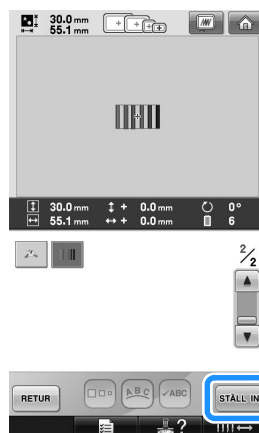 30.0 mm
55.1 mm
30.0 mm + 0.0 mm 0°
55.1 mm + 0.0 mm 6
2/2
RETUR
ABC
ABC
STÄLL IN
?